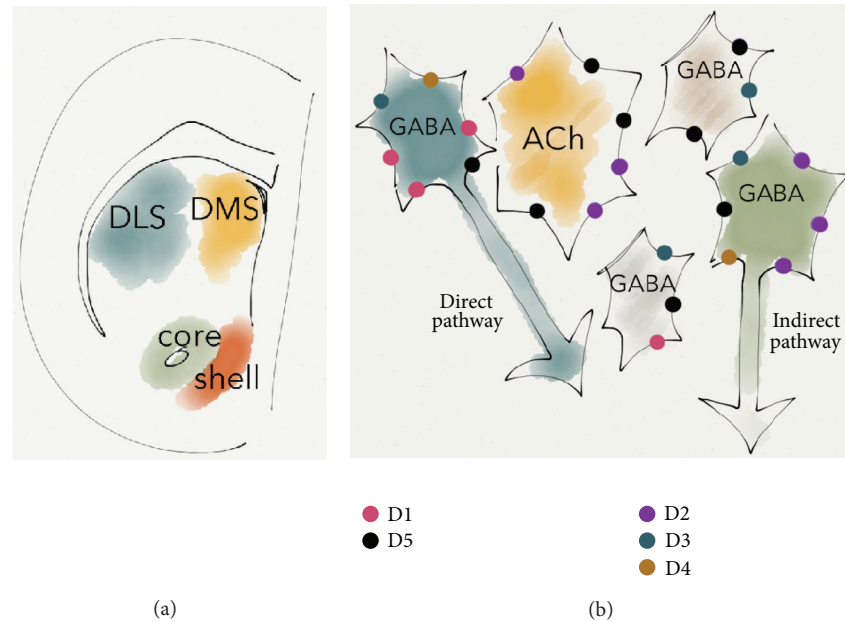 DLS
DMS
core
shell
GABA
ACh
GABA
GABA
GABA
Direct
pathway
Indirect
pathway
D1
D5
D2
D3
D4
(a)
(b)